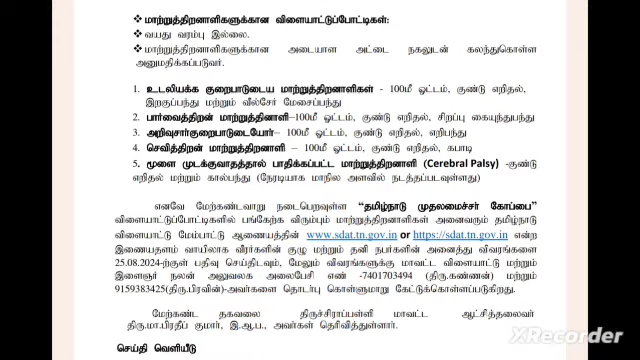 ❖ மாற்றுத்திறனாளிகளுக்கான விளையாட்டுப்போட்டிகள்:
❖ வயது வரம்பு இல்லை.
❖ மாற்றுத்திறனாளிகளுக்கான அடையாள அட்டை நகலுடன் கலந்துகொள்ள
அனுமதிக்கப்படுவர்.
1. உடலியக்க குறைபாடுடைய மாற்றுத்திறனாளிகள் - 100மீ ஓட்டம், குண்டு எறிதல்,
இறகுப்பந்து மற்றும் வீல்சேர் மேசைப்பந்து
2. பார்வைத்திறன் மாற்றுத்தினாளி–100மீ ஓட்டம், குண்டு எறிதல், சிறப்பு கையுந்துபந்து
3. அறிவுசார்குறைபாடுடையோர்– 100மீ ஓட்டம், குண்டு எறிதல், எறிபந்து
4. செவித்திறன் மாற்றுத்தினாளி – 100மீ ஓட்டம், குண்டு எறிதல், கபாடி
5. மூளை முடக்குவாதத்தால் பாதிக்கப்பட்ட மாற்றுத்தினாளி (Cerebral Palsy) -குண்டு
எறிதல் மற்றும் கால்பந்து (நேரடியாக மாநில அளவில் நடத்தப்படவுள்ளது)
எனவே மேற்கண்டவாறு நடைபெறவுள்ள “தமிழ்நாடு முதலமைச்சர் கோப்பை”
விளையாட்டுப்போட்டிகளில் பங்கேற்க விரும்பும் மாற்றுத்திறனாளிகள் அனைவரும் தமிழ்நாடு
விளையாட்டு மேம்பாட்டு ஆணையத்தின் www.sdat.tn.gov.in or https://sdat.tn.gov.in என்ற
இணையதளம் வாயிலாக வீரர்களின் குழு மற்றும் தனி நபர்களின் அனைத்து விவரங்களை
25.08.2024-ற்குள் பதிவு செய்திடவும், மேலும் விவரங்களுக்கு மாவட்ட விளையாட்டு மற்றும்
இளைஞர் நலன் அலுவலக அலைபேசி எண் -7401703494 (திரு.கண்ணன்) மற்றும்
9159383425(திரு.பிரவின்)-அவர்களை தொடர்பு கொள்ளுமாறு கேட்டுக்கொள்ளப்படுகிறது.
மேற்கண்ட தகவலை திருச்சிராப்பள்ளி மாவட்ட ஆட்சித்தலைவர்
திரு.மா.பிரதீப் குமார், இ.ஆ.ப., அவர்கள் தெரிவித்துள்ளார்.
செய்தி வெளியீடு
XRecorder